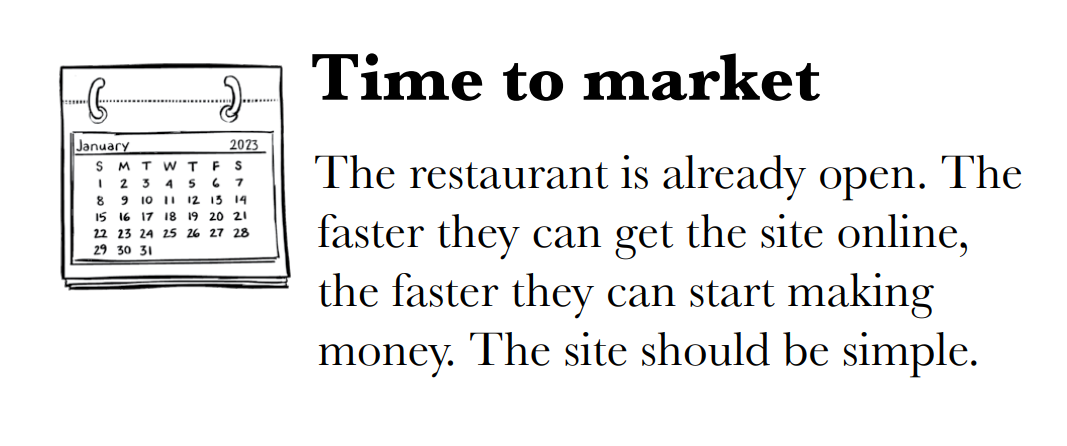 Time to market
January 2023
S M T W T F S
1 2 3 4 5 6 7
8 9 10 11 12 13 14
15 16 17 18 19 20 21
22 23 24 25 26 27 28
29 30 31
The restaurant is already open. The
faster they can get the site online,
the faster they can start making
money. The site should be simple.